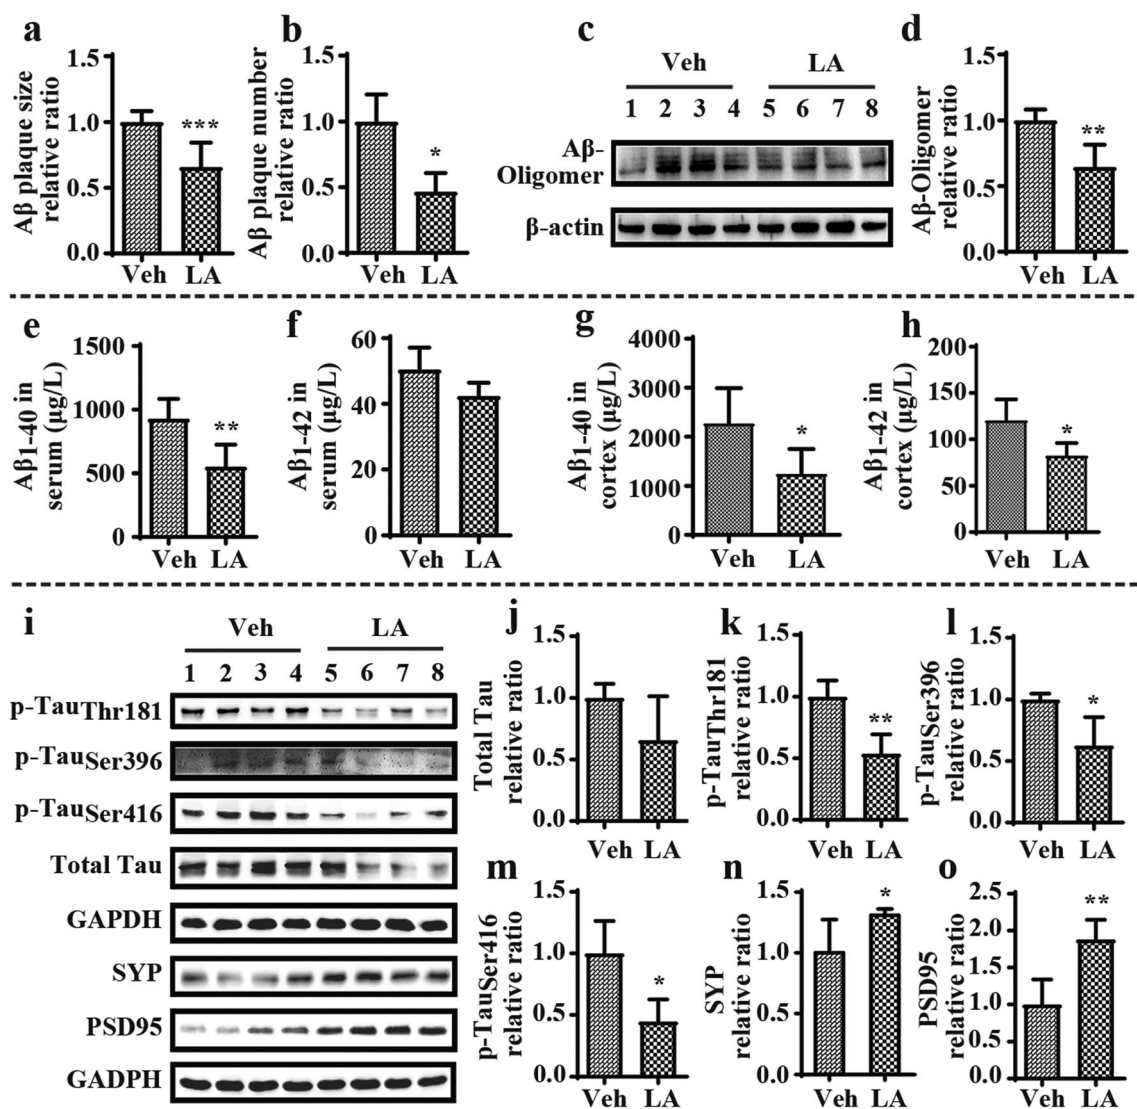 a
Aβ plaque size
relative ratio
1.5
1.0
0.5
0.0
***
Veh LA
b
Aβ plaque number
relative ratio
1.5
1.0
0.5
0.0
*
Veh LA
c
Veh LA
1 2 3 4 5 6 7 8
Aβ-
Oligomer
β-actin
d
Aβ-Oligomer
relative ratio
1.5
1.0
0.5
0.0
**
Veh LA
e
Aβ1-40 in
serum (µg/L)
1500
1000
500
0
**
Veh LA
f
Aβ1-42 in
serum (µg/L)
60
40
20
0
Veh LA
g
Aβ1-40 in
cortex (µg/L)
4000
3000
2000
1000
0
*
Veh LA
h
Aβ1-42 in
cortex (µg/L)
200
150
100
50
0
*
Veh LA
i
Veh LA
1 2 3 4 5 6 7 8
p-TauThr181
p-TauSer396
p-TauSer416
Total Tau
GAPDH
SYP
PSD95
GADPH
j
Total Tau
relative ratio
1.5
1.0
0.5
0.0
Veh LA
k
p-TauThr181
relative ratio
1.5
1.0
0.5
0.0
**
Veh LA
l
p-TauSer396
relative ratio
1.5
1.0
0.5
0.0
*
Veh LA
m
p-TauSer416
relative ratio
1.5
1.0
0.5
0.0
*
Veh LA
n
SYP
relative ratio
1.5
1.0
0.5
0.0
*
Veh LA
o
PSD95
relative ratio
2.5
2.0
1.5
1.0
0.5
0.0
**
Veh LA